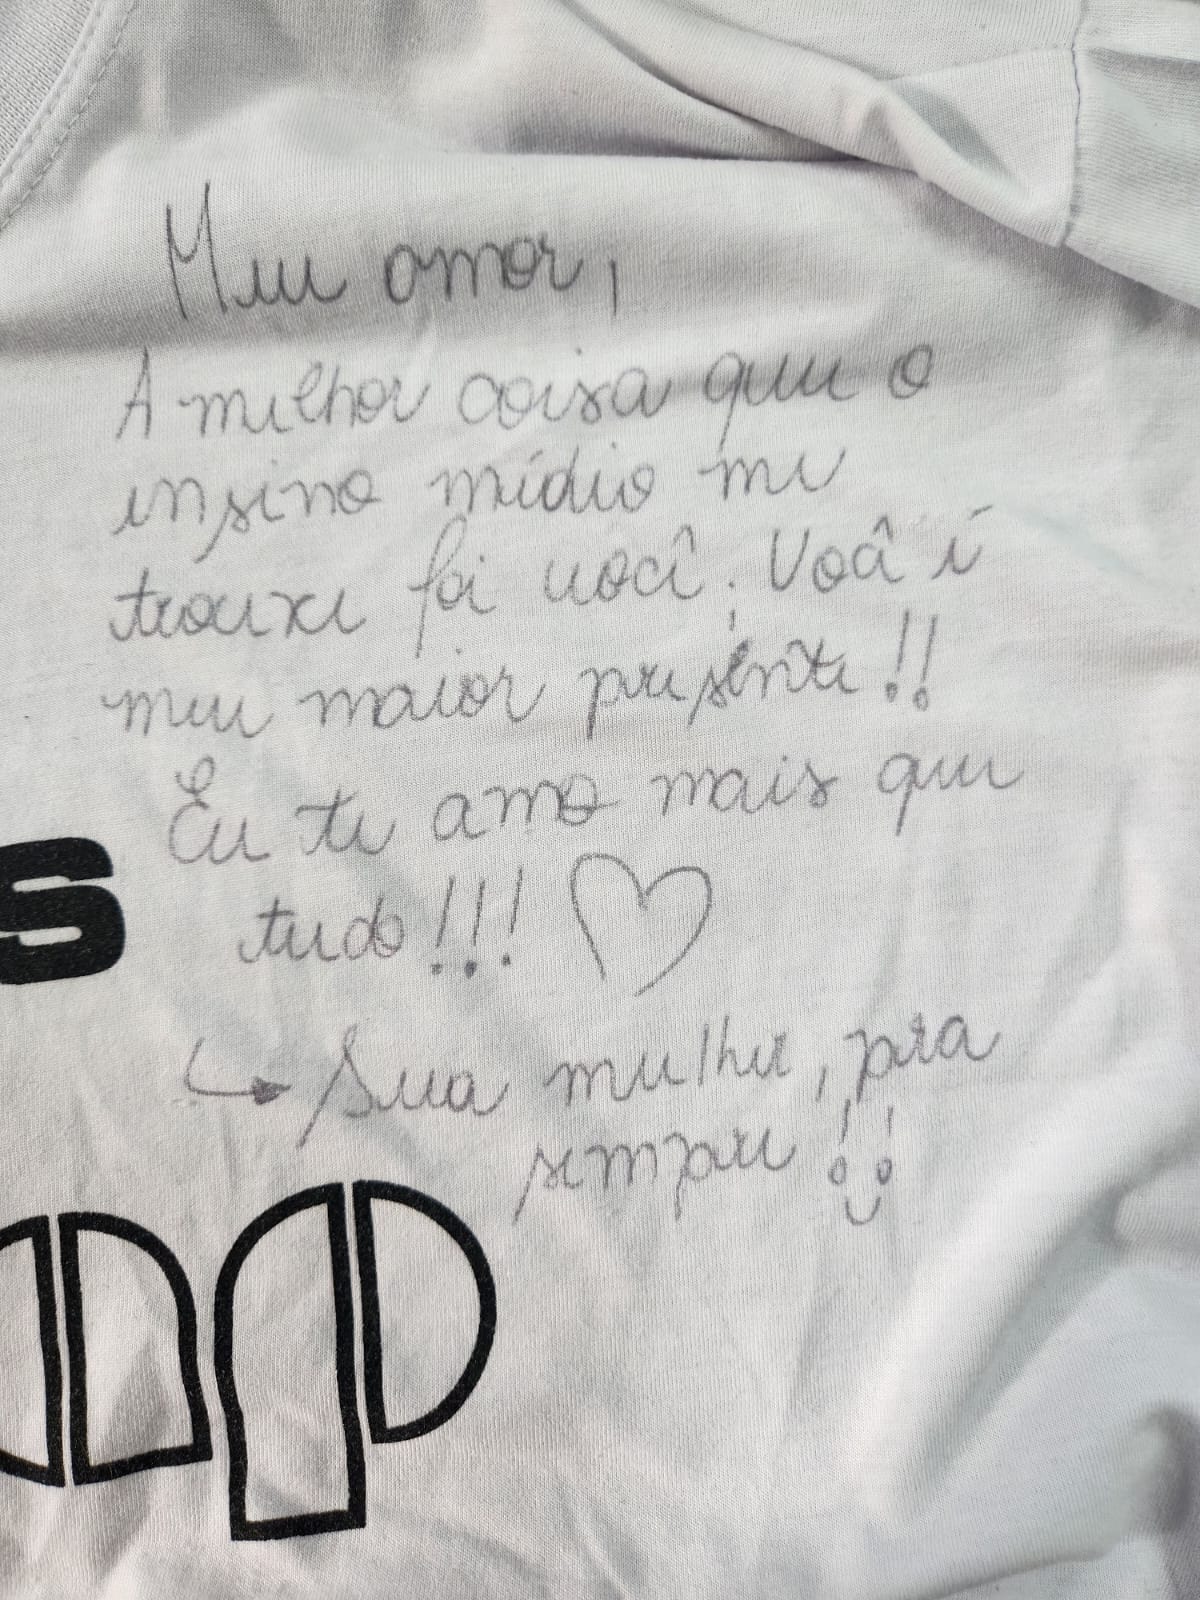 Meu amor,
A melhor coisa que o
ensino médio me
trouxe foi você. Você é
meu maior presente!!
Eu te amo mais que
tudo!!! ♡
↳ Sua mulher, pra
sempre!!
S